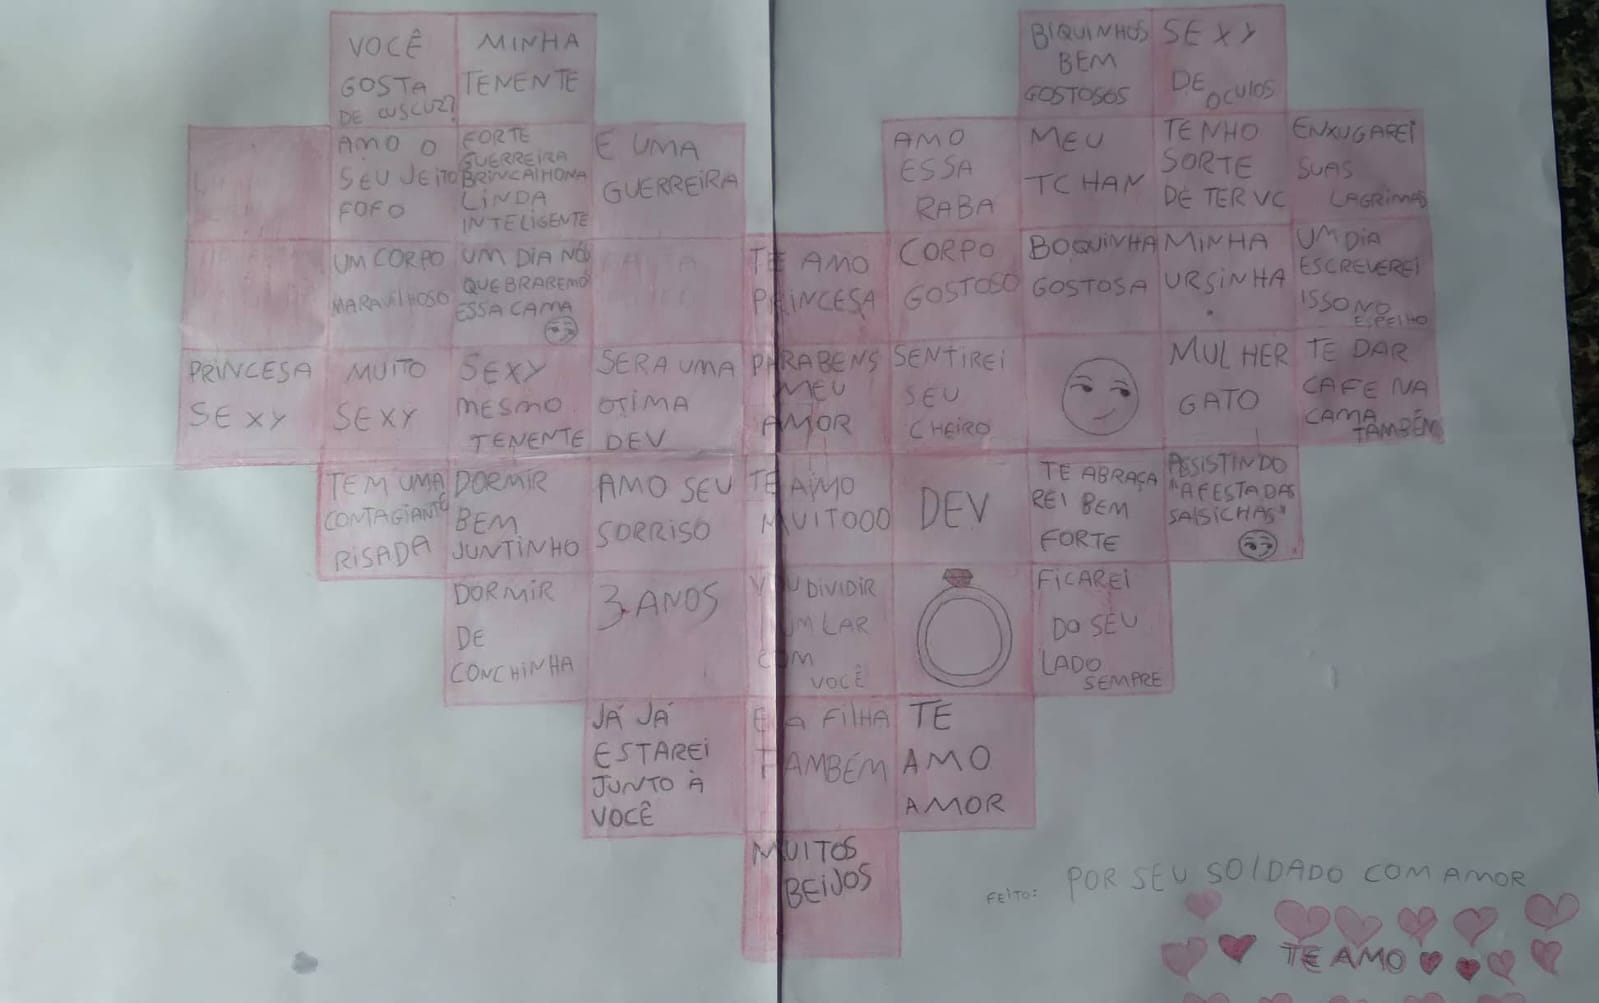 VOCÊ
GOSTA
DE CUSCUZ?
MINHA
TENENTE
BIQUINHOS
BEM
GOSTOSOS
SEXY
DE OCULOS
AMO O
SEU JEITO
FOFO
FORTE
GUERREIRA
BRINCALHONA
LINDA
INTELIGENTE
E UMA
GUERREIRA
AMO
ESSA
RABA
MEU
TCHAN
TENHO
SORTE
DE TER VC
ENXUGAREI
SUAS
LAGRIMAS
UM CORPO
MARAVILHOSO
UM DIA NÓS
QUEBRAREMOS
ESSA CAMA
TE AMO
PRINCESA
CORPO
GOSTOSO
BOQUINHA
GOSTOSA
MINHA
URSINHA
UM DIA
ESCREVEREI
ISSO NO
ESPELHO
PRINCESA
SEXY
MUITO
SEXY
SEXY
MESMO
TENENTE
SERA UMA
OTIMA
DEV
PARABENS
MEU
AMOR
SENTIREI
SEU
CHEIRO
MULHER
GATO
TE DAR
CAFE NA
CAMA
TAMBÉM
TEM UMA
CONTAGIANTE
RISADA
DORMIR
BEM
JUNTINHO
AMO SEU
SORRISO
TE AMO
MUITOOO
DEV
TE ABRAÇA
REI BEM
FORTE
ASSISTINDO
"A FESTA DAS
SALSICHAS"
DORMIR
DE
CONCHINHA
3 ANOS
VOU DIVIDIR
UM LAR
COM
VOCÊ
FICAREI
DO SEU
LADO
SEMPRE
JÁ JÁ
ESTAREI
JUNTO À
VOCÊ
E A FILHA
TAMBÉM
TE
AMO
AMOR
MUITOS
BEIJOS
FEITO: POR SEU SOLDADO COM AMOR
TE AMO